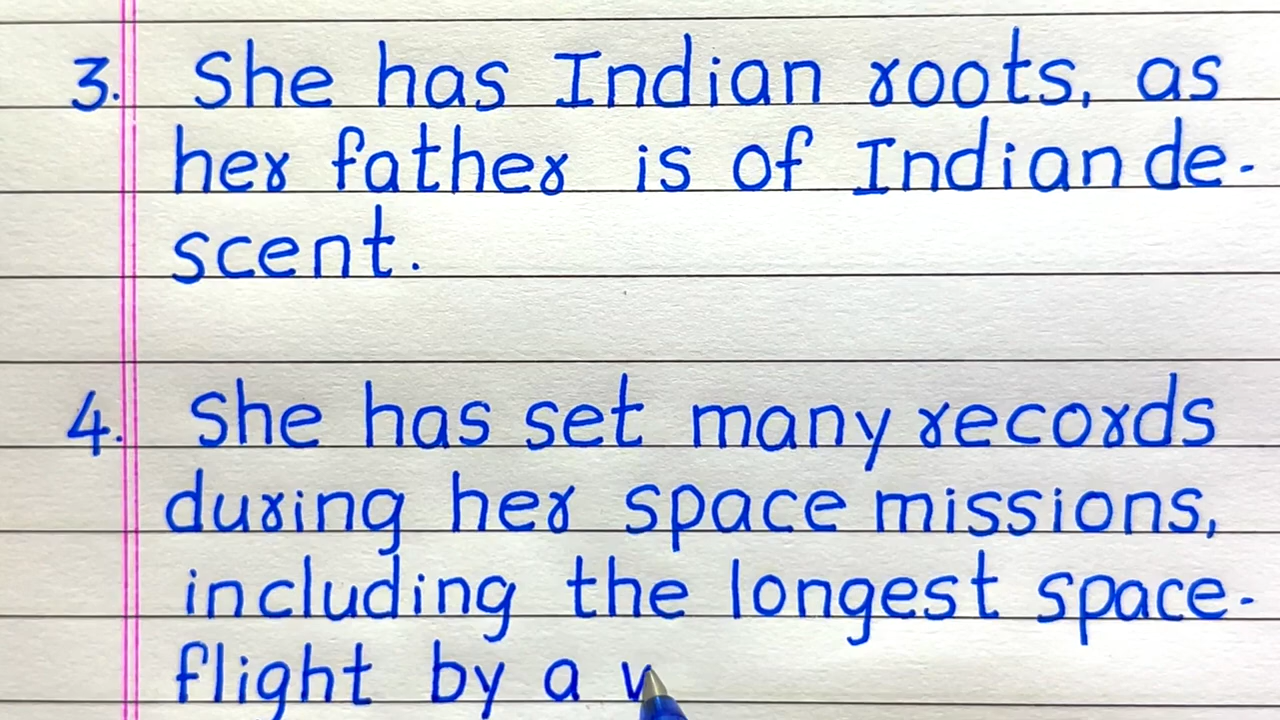 3. She has Indian roots, as
her father is of Indian de-
scent.
4. She has set many records
during her space missions,
including the longest space-
flight by a